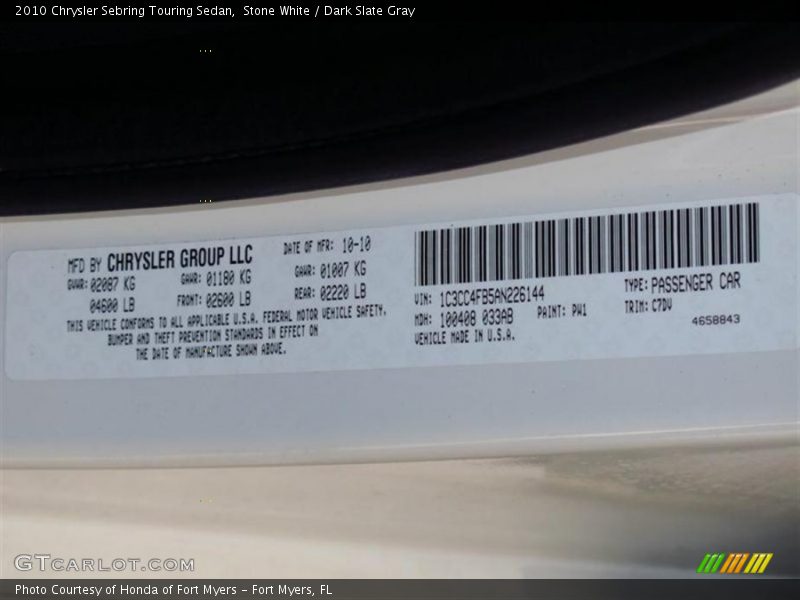 2010 Chrysler Sebring Touring Sedan,  Stone White / Dark Slate Gray
MFD BY CHRYSLER GROUP LLC
DATE OF MFR: 10-10
GVWR: 02087 KG
GAWR: 01180 KG
GAWR: 01007 KG
04600 LB
FRONT: 02600 LB
REAR: 02220 LB
THIS VEHICLE CONFORMS TO ALL APPLICABLE U.S.A. FEDERAL MOTOR VEHICLE SAFETY,
BUMPER AND THEFT PREVENTION STANDARDS IN EFFECT ON
THE DATE OF MANUFACTURE SHOWN ABOVE.
VIN: 1C3CC4FB5AN226144
TYPE: PASSENGER CAR
MDH: 100408 033AB
PAINT: PW1
TRIM: C7DV
VEHICLE MADE IN U.S.A.
4658843
GTCARLOT.COM
Photo Courtesy of Honda of Fort Myers – Fort Myers, FL